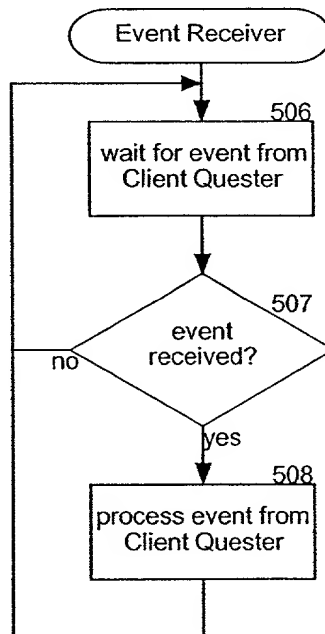 Event Receiver
506
wait for event from
Client Quester
507
event
received?
no
yes
508
process event from
Client Quester